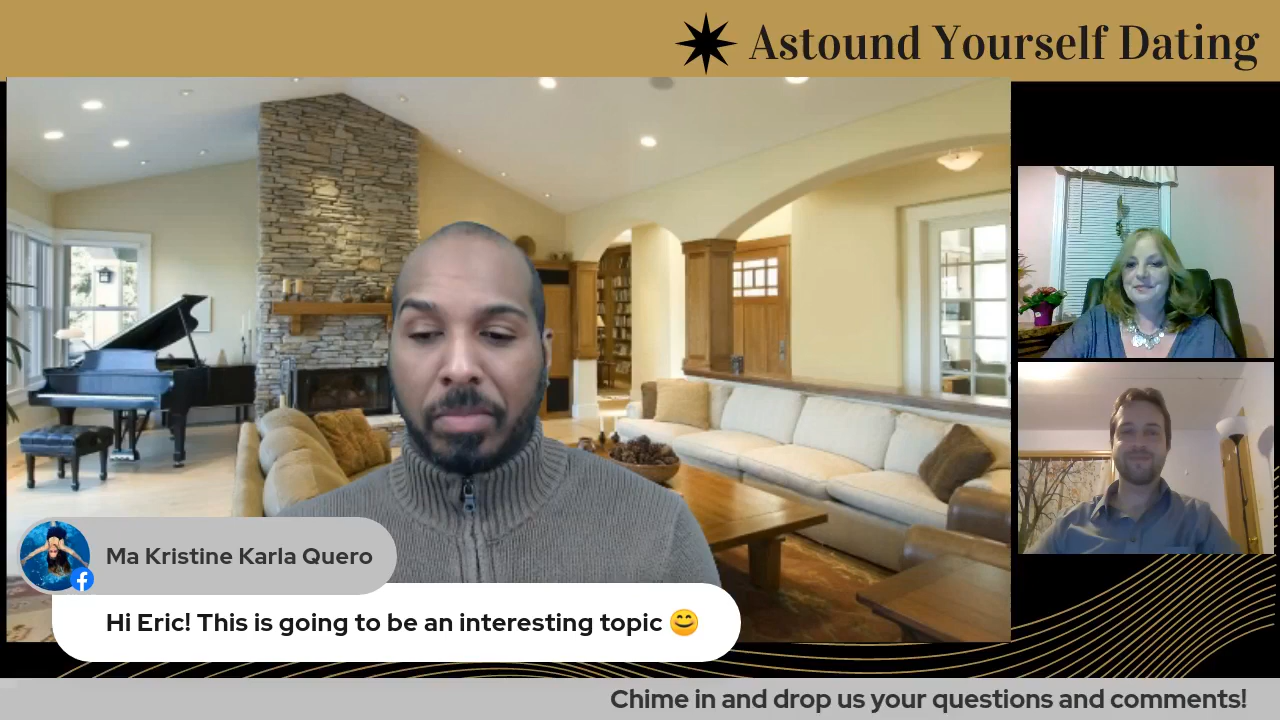 Astound Yourself Dating
Ma Kristine Karla Quero
Hi Eric! This is going to be an interesting topic 😊
Chime in and drop us your questions and comments!